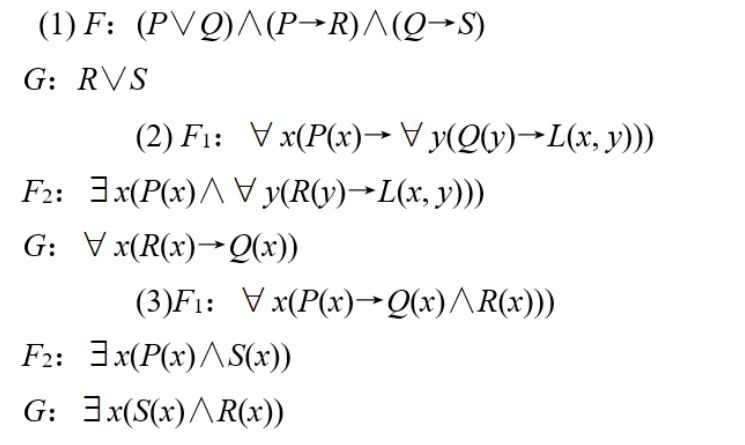 (1) F：(P∨Q)∧(P→R)∧(Q→S)
G：R∨S
(2) F₁：∀x(P(x)→∀y(Q(y)→L(x, y)))
F₂：∃x(P(x)∧∀y(R(y)→L(x, y)))
G：∀x(R(x)→Q(x))
(3)F₁：∀x(P(x)→Q(x)∧R(x)))
F₂：∃x(P(x)∧S(x))
G：∃x(S(x)∧R(x))